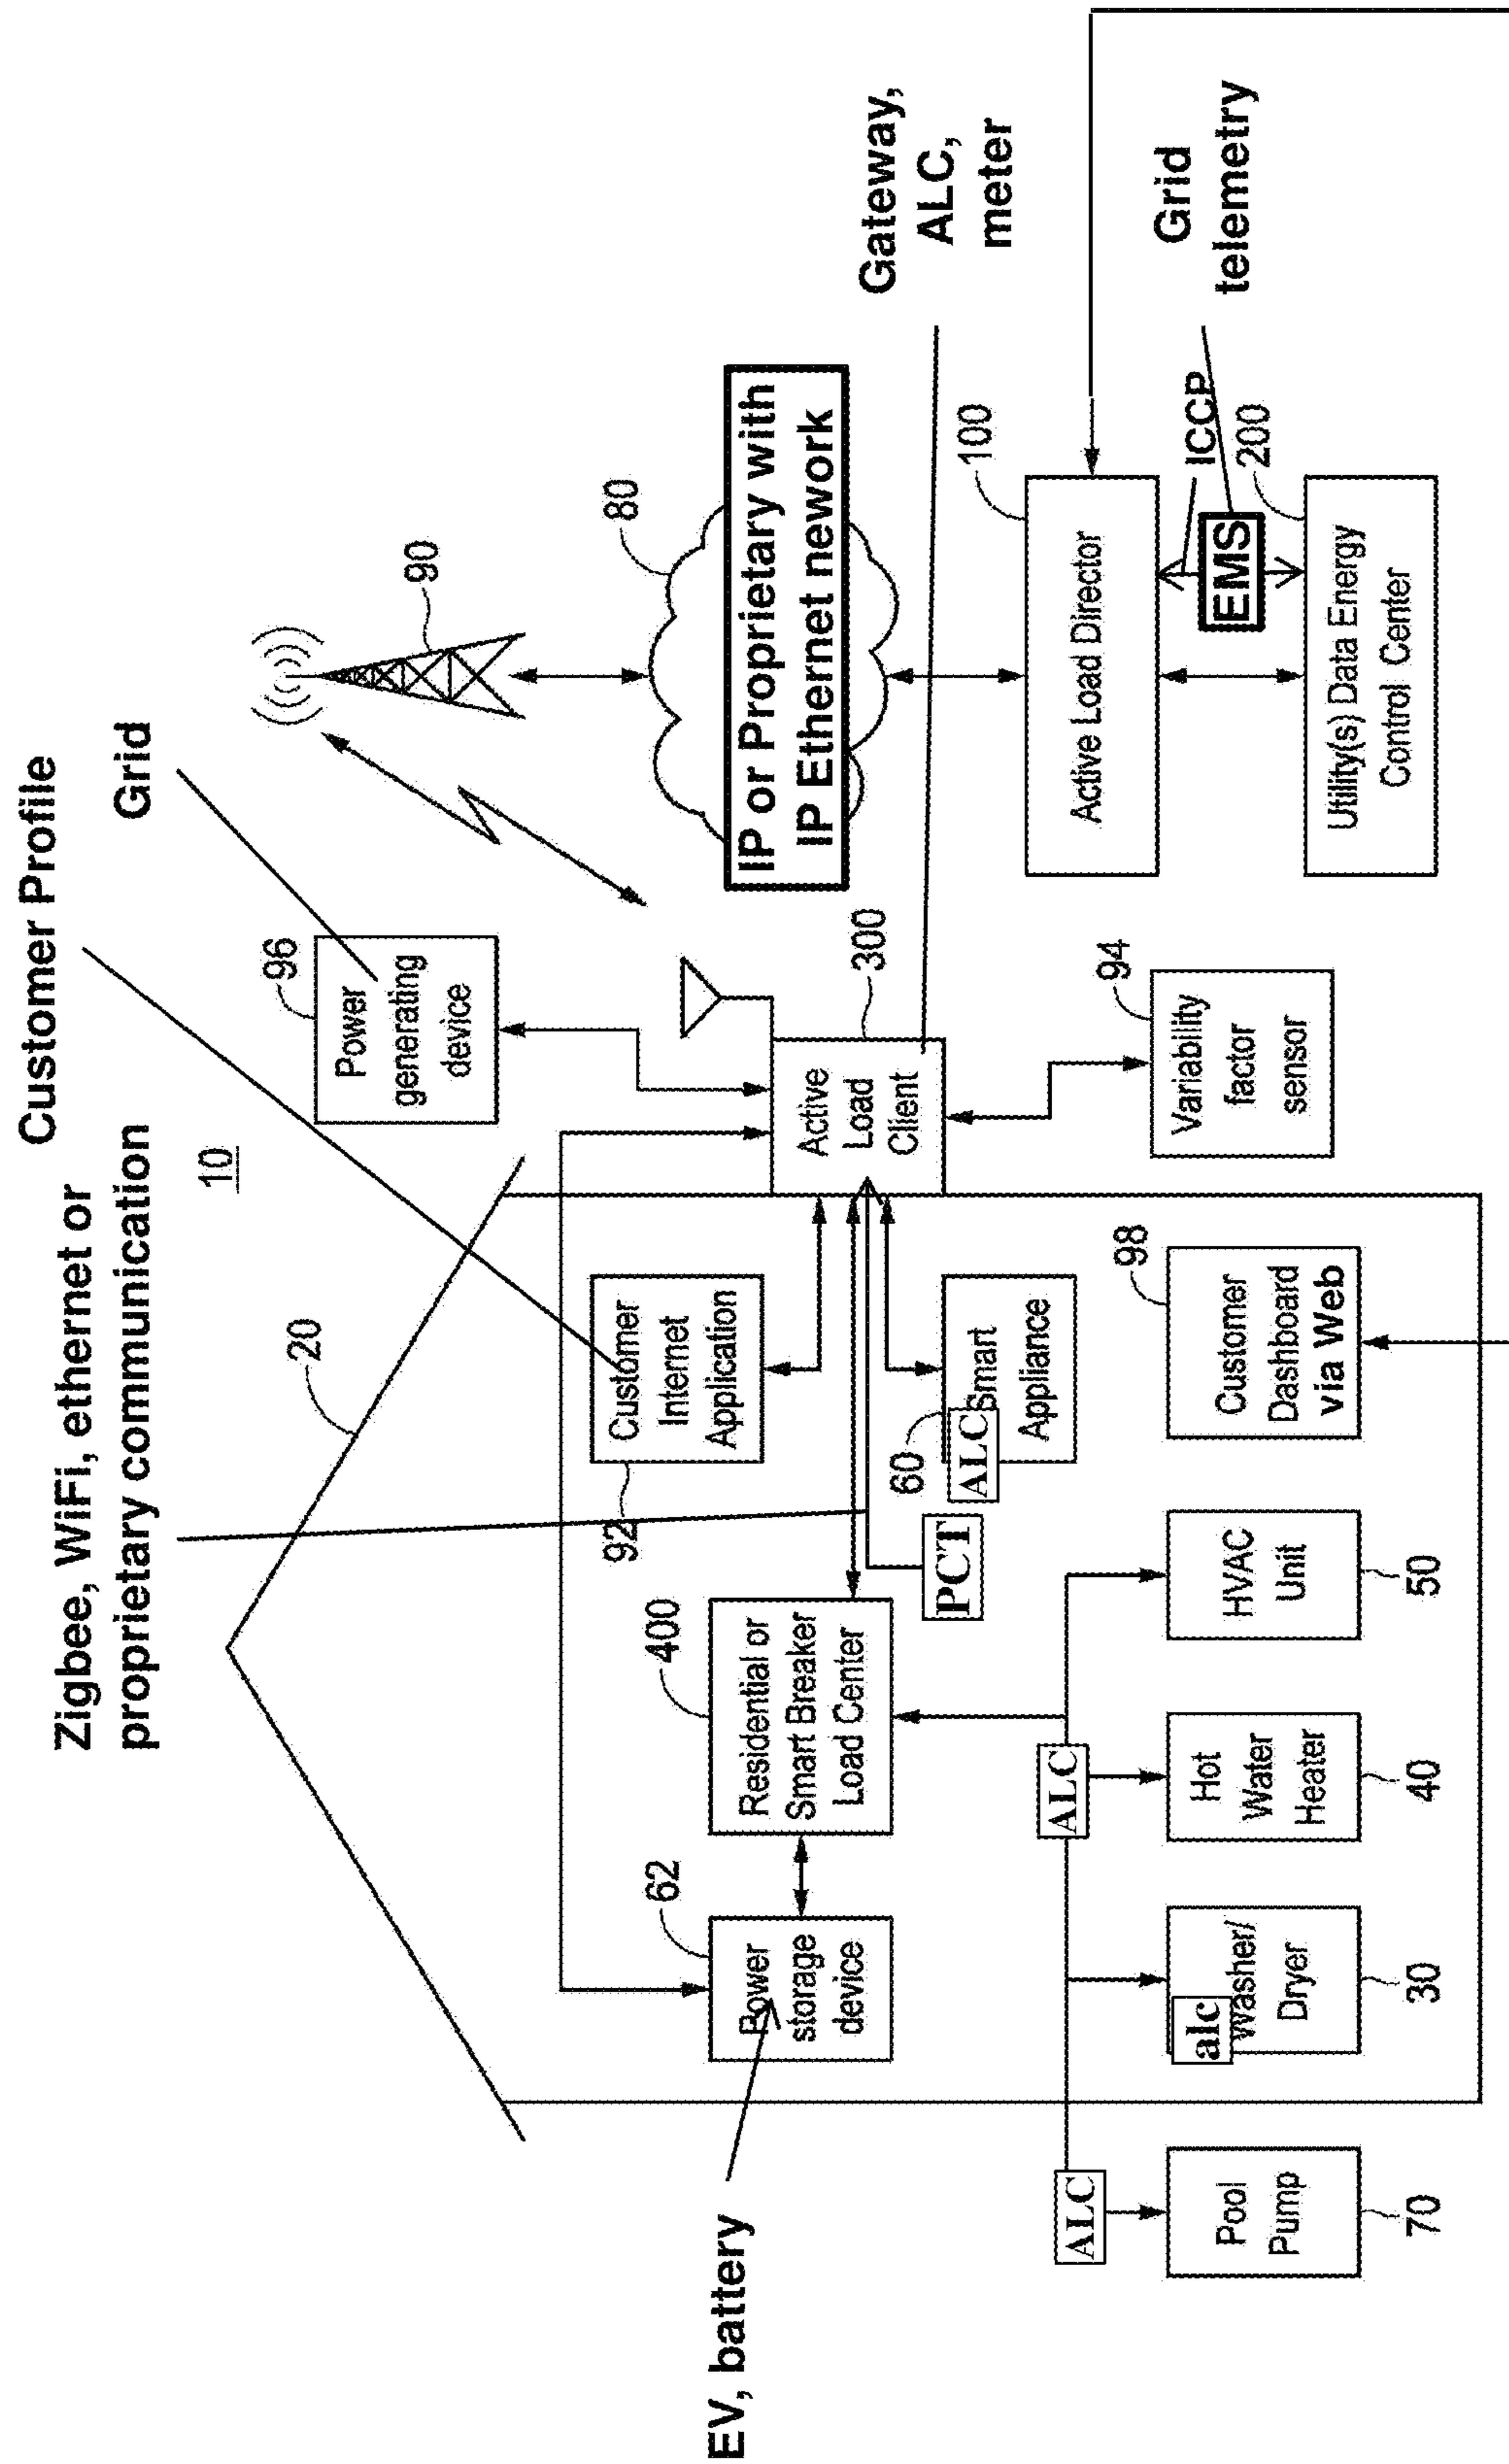 Customer Profile
Grid
Zigbee, WiFi, ethernet or
proprietary communication
10
20
90
80
IP or Proprietary with
IP Ethernet network
96
Power
generating
device
300
Active
Load
Client
Gateway,
ALC,
meter
100
Active Load Director
ICCP
EMS
Grid
telemetry
200
Utility(s) Data Energy
Control Center
94
Variability
factor
sensor
Customer
Internet
Application
92
60
ALC
Smart
Appliance
98
Customer
Dashboard
via Web
PCT
400
Residential or
Smart Breaker
Load Center
62
Power
storage
device
EV, battery
ALC
HVAC
Unit
50
Hot
Water
Heater
40
alc
Washer/
Dryer
30
ALC
Pool
Pump
70